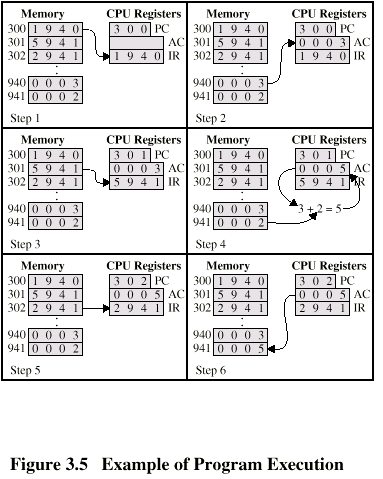 Memory CPU Registers
300 1 9 4 0 3 0 0 PC
301 5 9 4 1 AC
302 2 9 4 1 1 9 4 0 IR
940 0 0 0 3
941 0 0 0 2
Step 1
Memory CPU Registers
300 1 9 4 0 3 0 0 PC
301 5 9 4 1 0 0 0 3 AC
302 2 9 4 1 1 9 4 0 IR
940 0 0 0 3
941 0 0 0 2
Step 2
Memory CPU Registers
300 1 9 4 0 3 0 1 PC
301 5 9 4 1 0 0 0 3 AC
302 2 9 4 1 5 9 4 1 IR
940 0 0 0 3
941 0 0 0 2
Step 3
Memory CPU Registers
300 1 9 4 0 3 0 1 PC
301 5 9 4 1 0 0 0 5 AC
302 2 9 4 1 5 9 4 1 IR
940 0 0 0 3 3 + 2 = 5
941 0 0 0 2
Step 4
Memory CPU Registers
300 1 9 4 0 3 0 2 PC
301 5 9 4 1 0 0 0 5 AC
302 2 9 4 1 2 9 4 1 IR
940 0 0 0 3
941 0 0 0 2
Step 5
Memory CPU Registers
300 1 9 4 0 3 0 2 PC
301 5 9 4 1 0 0 0 5 AC
302 2 9 4 1 2 9 4 1 IR
940 0 0 0 3
941 0 0 0 5
Step 6
Figure 3.5 Example of Program Execution